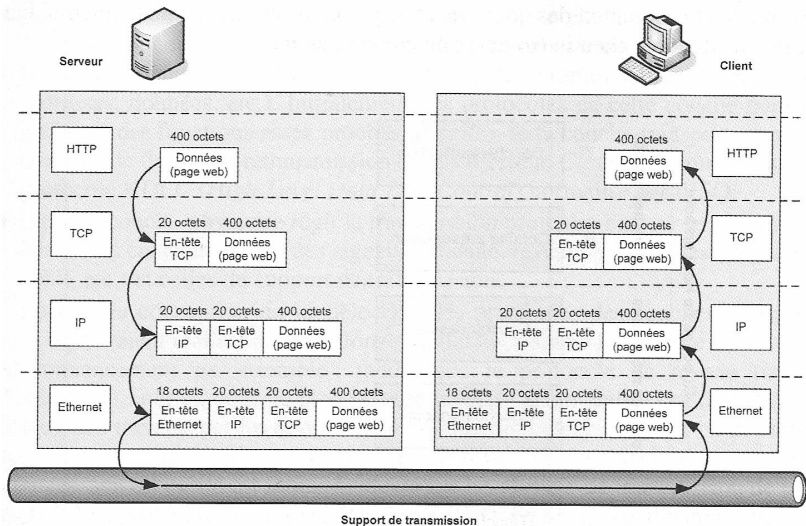 Serveur
Client
HTTP
400 octets
Données
(page web)
400 octets
Données
(page web)
HTTP
TCP
20 octets 400 octets
En-tête
TCP
Données
(page web)
20 octets 400 octets
En-tête
TCP
Données
(page web)
TCP
IP
20 octets 20 octets 400 octets
En-tête
IP
En-tête
TCP
Données
(page web)
20 octets 20 octets 400 octets
En-tête
IP
En-tête
TCP
Données
(page web)
IP
Ethernet
18 octets 20 octets 20 octets 400 octets
En-tête
Ethernet
En-tête
IP
En-tête
TCP
Données
(page web)
18 octets 20 octets 20 octets 400 octets
En-tête
Ethernet
En-tête
IP
En-tête
TCP
Données
(page web)
Ethernet
Support de transmission